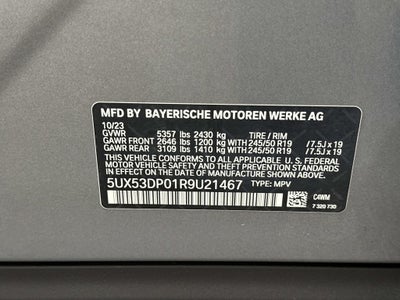 MFD BY BAYERISCHE MOTOREN WERKE AG
10/23
GVWR 5357 lbs 2430 kg TIRE / RIM
GAWR FRONT 2646 lbs 1200 KG WITH 245/50 R19 / 7.5J x 19
GAWR REAR 3109 lbs 1410 KG WITH 245/50 R19 / 7.5J x 19
THIS VEHICLE CONFORMS TO ALL APPLICABLE FEDERAL
MOTOR VEHICLE SAFETY STANDARDS IN EFFECT
ON THE DATE OF MANUFACTURE SHOWN ABOVE.
5UX53DP01R9U21467 TYPE: MPV
C4WM
7 320 730